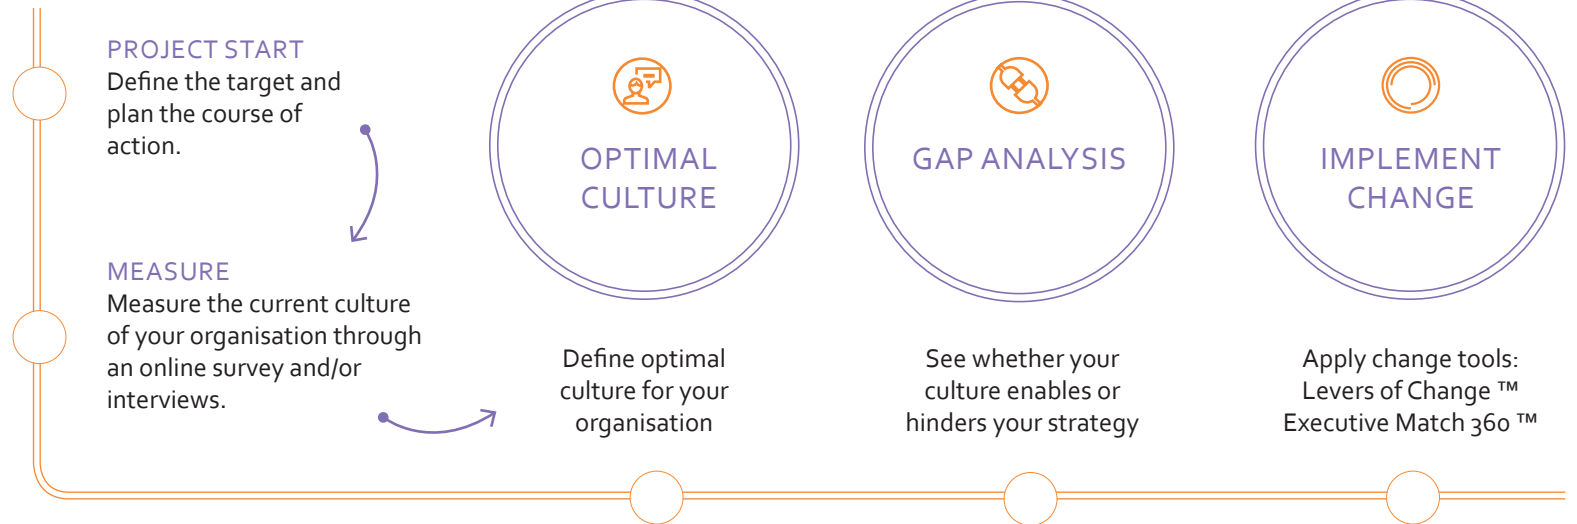 PROJECT START
Define the target and
plan the course of
action.
MEASURE
Measure the current culture
of your organisation through
an online survey and/or
interviews.
OPTIMAL
CULTURE
Define optimal
culture for your
organisation
GAP ANALYSIS
See whether your
culture enables or
hinders your strategy
IMPLEMENT
CHANGE
Apply change tools:
Levers of Change ™
Executive Match 360 ™